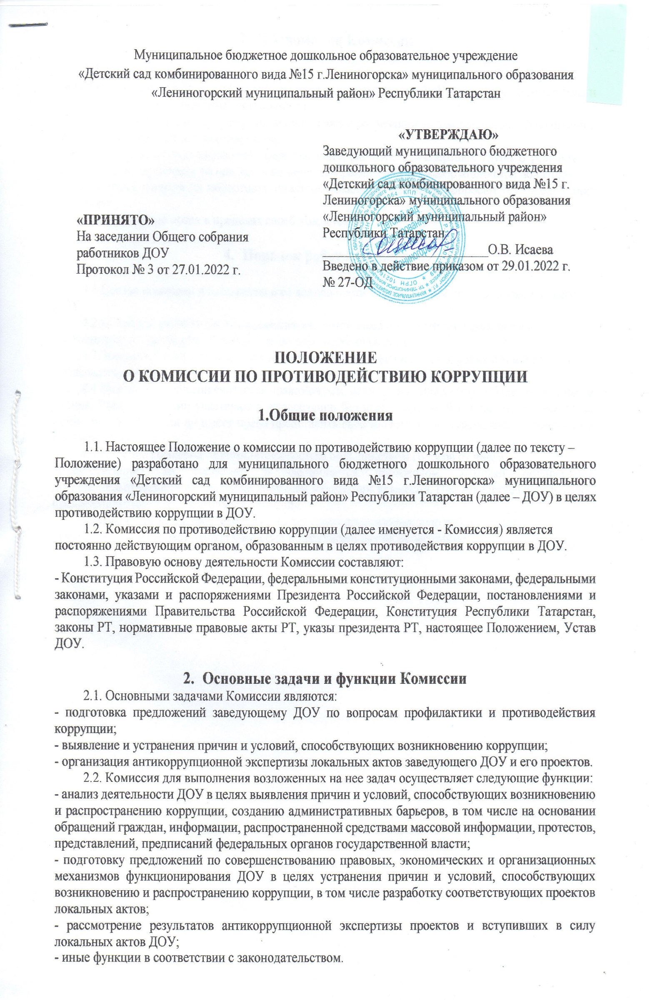 Муниципальное бюджетное дошкольное образовательное учреждение
«Детский сад комбинированного вида №15 г.Лениногорска» муниципального образования
«Лениногорский муниципальный район» Республики Татарстан
«УТВЕРЖДАЮ»
Заведующий муниципального бюджетного
дошкольного образовательного учреждения
«Детский сад комбинированного вида №15 г.
Лениногорска» муниципального образования
«Лениногорский муниципальный район»
Республики Татарстан
О.В. Исаева
Введено в действие приказом от 29.01.2022 г.
№ 27-ОД
«ПРИНЯТО»
На заседании Общего собрания
работников ДОУ
Протокол № 3 от 27.01.2022 г.
ПОЛОЖЕНИЕ
О КОМИССИИ ПО ПРОТИВОДЕЙСТВИЮ КОРРУПЦИИ
1.Общие положения
1.1. Настоящее Положение о комиссии по противодействию коррупции (далее по тексту –
Положение) разработано для муниципального бюджетного дошкольного образовательного
учреждения «Детский сад комбинированного вида №15 г.Лениногорска» муниципального
образования «Лениногорский муниципальный район» Республики Татарстан (далее – ДОУ) в целях
противодействию коррупции в ДОУ.
1.2. Комиссия по противодействию коррупции (далее именуется - Комиссия) является
постоянно действующим органом, образованным в целях противодействия коррупции в ДОУ.
1.3. Правовую основу деятельности Комиссии составляют:
- Конституция Российской Федерации, федеральными конституционными законами, федеральными
законами, указами и распоряжениями Президента Российской Федерации, постановлениями и
распоряжениями Правительства Российской Федерации, Конституция Республики Татарстан,
законы РТ, нормативные правовые акты РТ, указы президента РТ, настоящее Положением, Устав
ДОУ.
2. Основные задачи и функции Комиссии
2.1. Основными задачами Комиссии являются:
- подготовка предложений заведующему ДОУ по вопросам профилактики и противодействия
коррупции;
- выявление и устранения причин и условий, способствующих возникновению коррупции;
- организация антикоррупционной экспертизы локальных актов заведующего ДОУ и его проектов.
2.2. Комиссия для выполнения возложенных на нее задач осуществляет следующие функции:
- анализ деятельности ДОУ в целях выявления причин и условий, способствующих возникновению
и распространению коррупции, созданию административных барьеров, в том числе на основании
обращений граждан, информации, распространенной средствами массовой информации, протестов,
представлений, предписаний федеральных органов государственной власти;
- подготовку предложений по совершенствованию правовых, экономических и организационных
механизмов функционирования ДОУ в целях устранения причин и условий, способствующих
возникновению и распространению коррупции, в том числе разработку соответствующих проектов
локальных актов;
- рассмотрение результатов антикоррупционной экспертизы проектов и вступивших в силу
локальных актов ДОУ;
- иные функции в соответствии с законодательством.